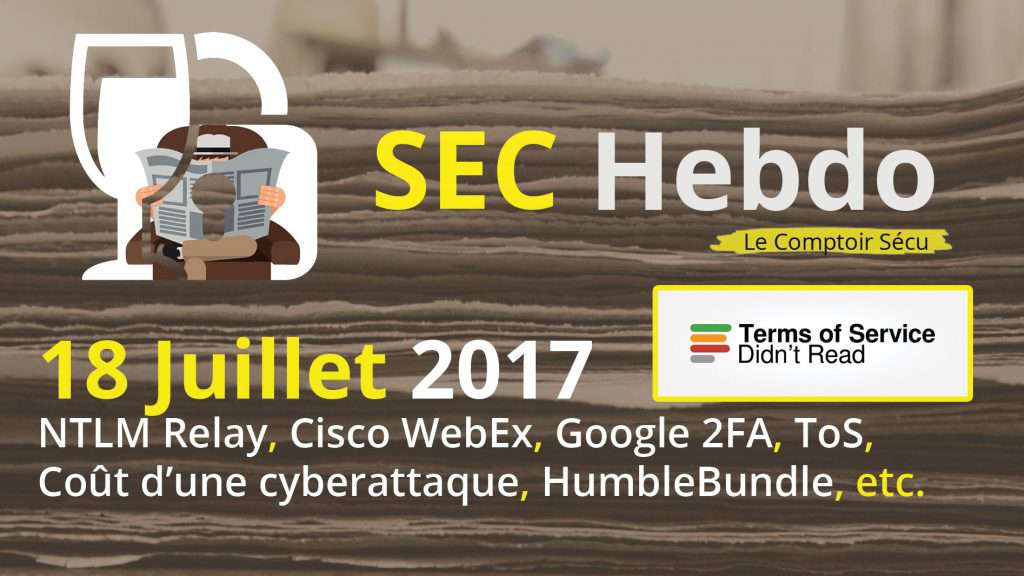 SEC Hebdo
Le Comptoir Sécu
Terms of Service
Didn't Read
18 Juillet 2017
NTLM Relay, Cisco WebEx, Google 2FA, ToS,
Coût d’une cyberattaque, HumbleBundle, etc.